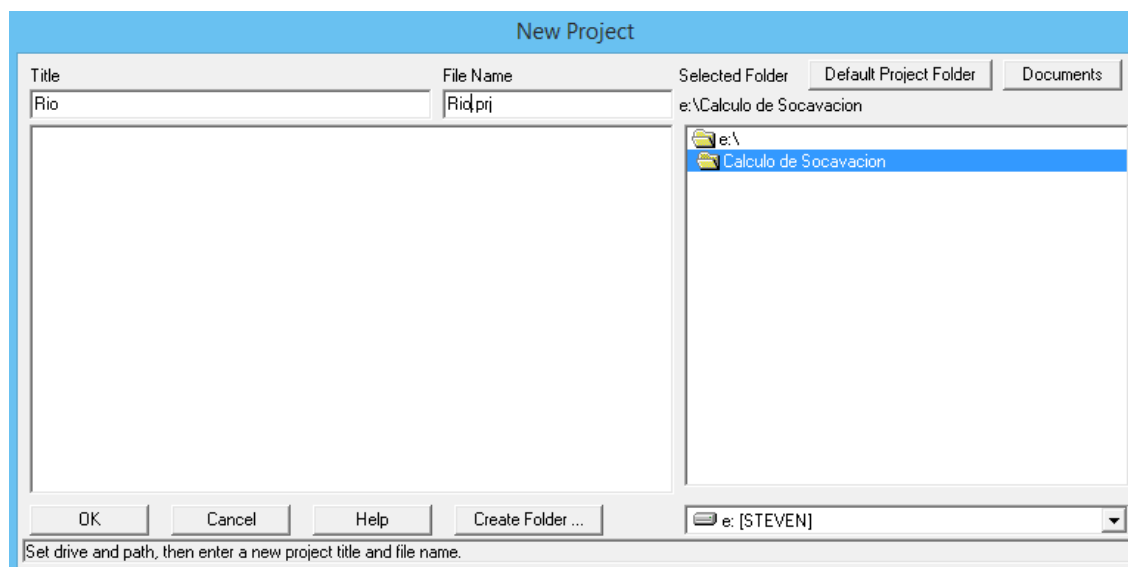 New Project
Title
File Name
Selected Folder
Default Project Folder
Documents
Rio
Rio.prj
e:\Calculo de Socavacion
e:\
Calculo de Socavacion
OK
Cancel
Help
Create Folder ...
e: [STEVEN]
Set drive and path, then enter a new project title and file name.